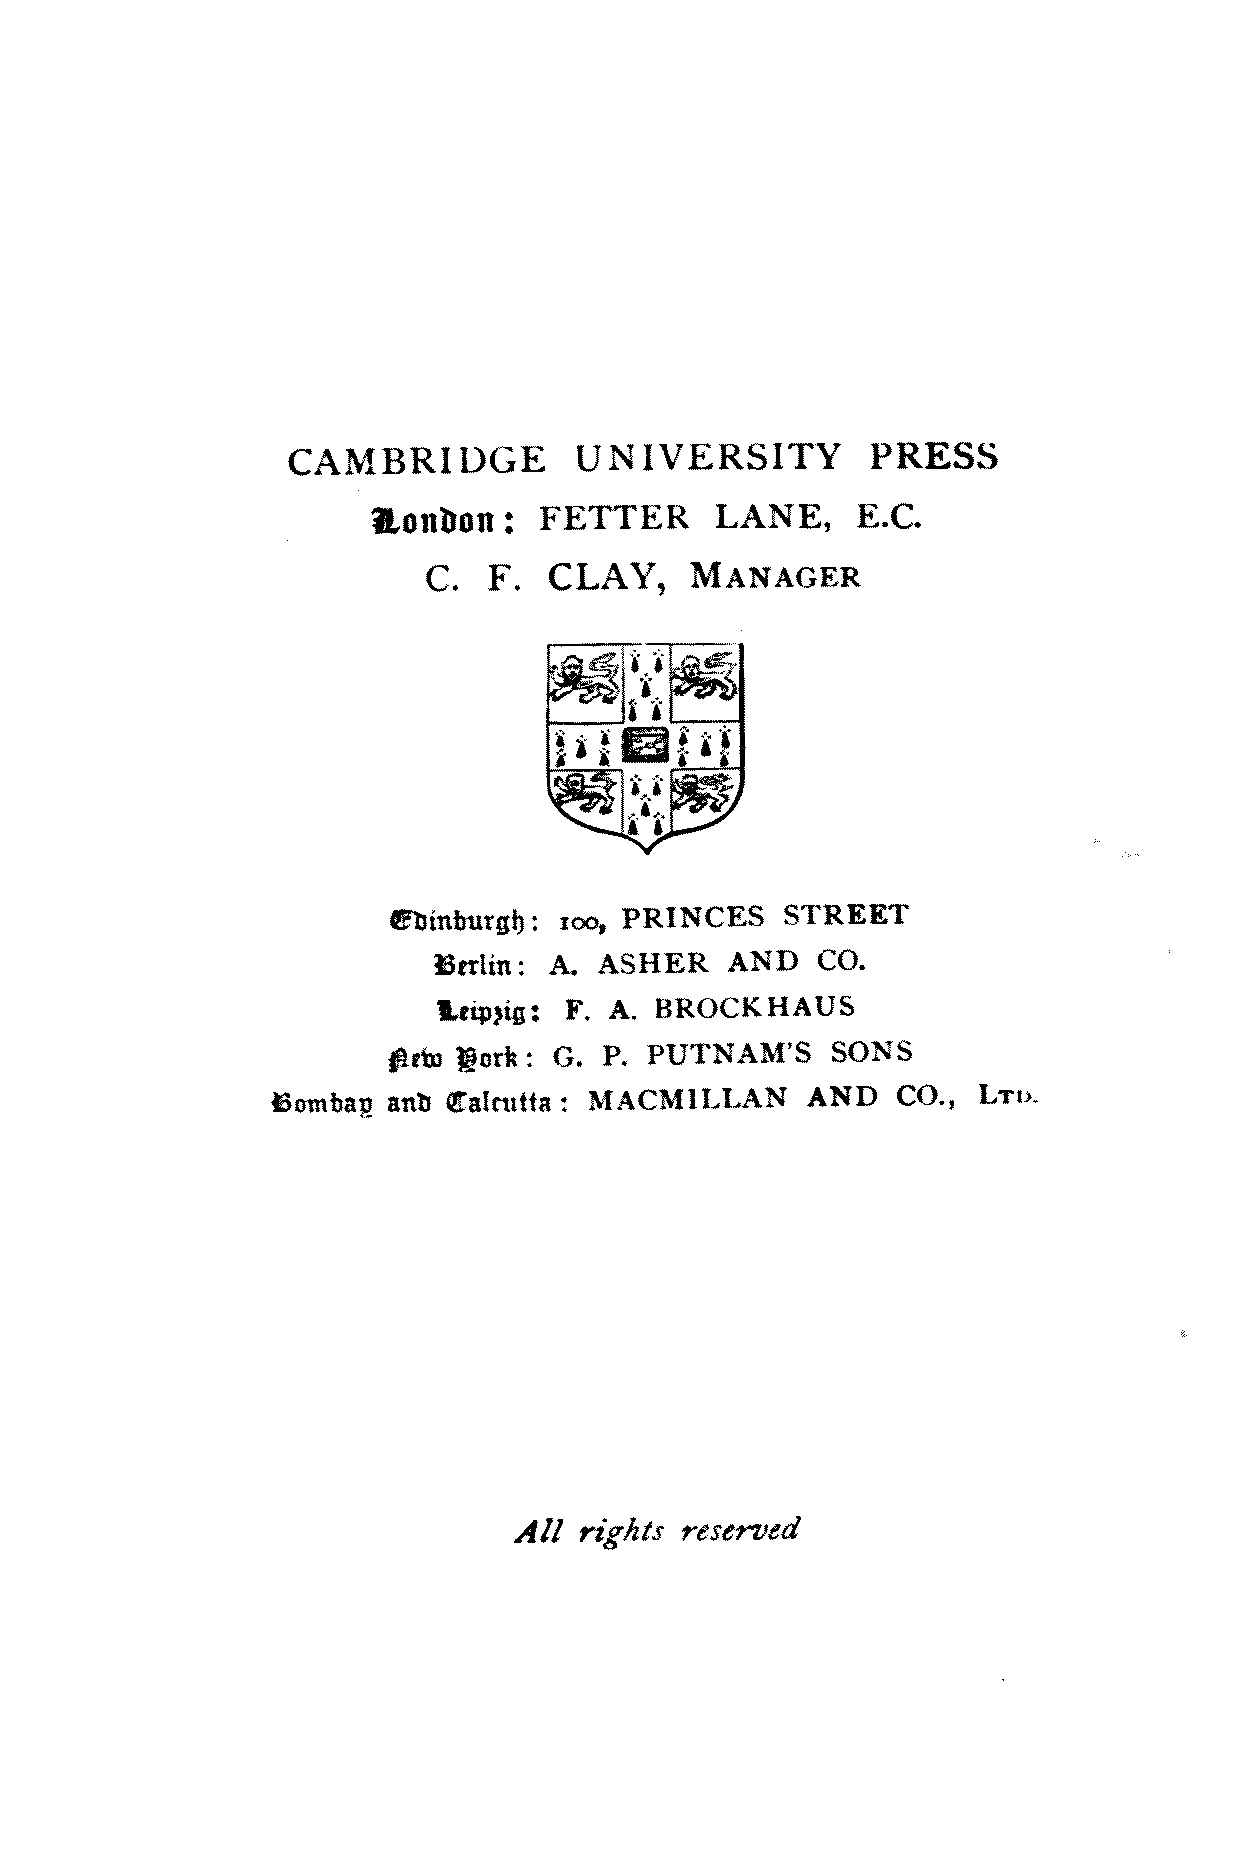 CAMBRIDGE UNIVERSITY PRESS
London: FETTER LANE, E.C.
C. F. CLAY, MANAGER
Edinburgh: 100, PRINCES STREET
Berlin: A. ASHER AND CO.
Leipzig: F. A. BROCKHAUS
New York: G. P. PUTNAM'S SONS
Bombay and Calcutta: MACMILLAN AND CO., LTD.
All rights reserved